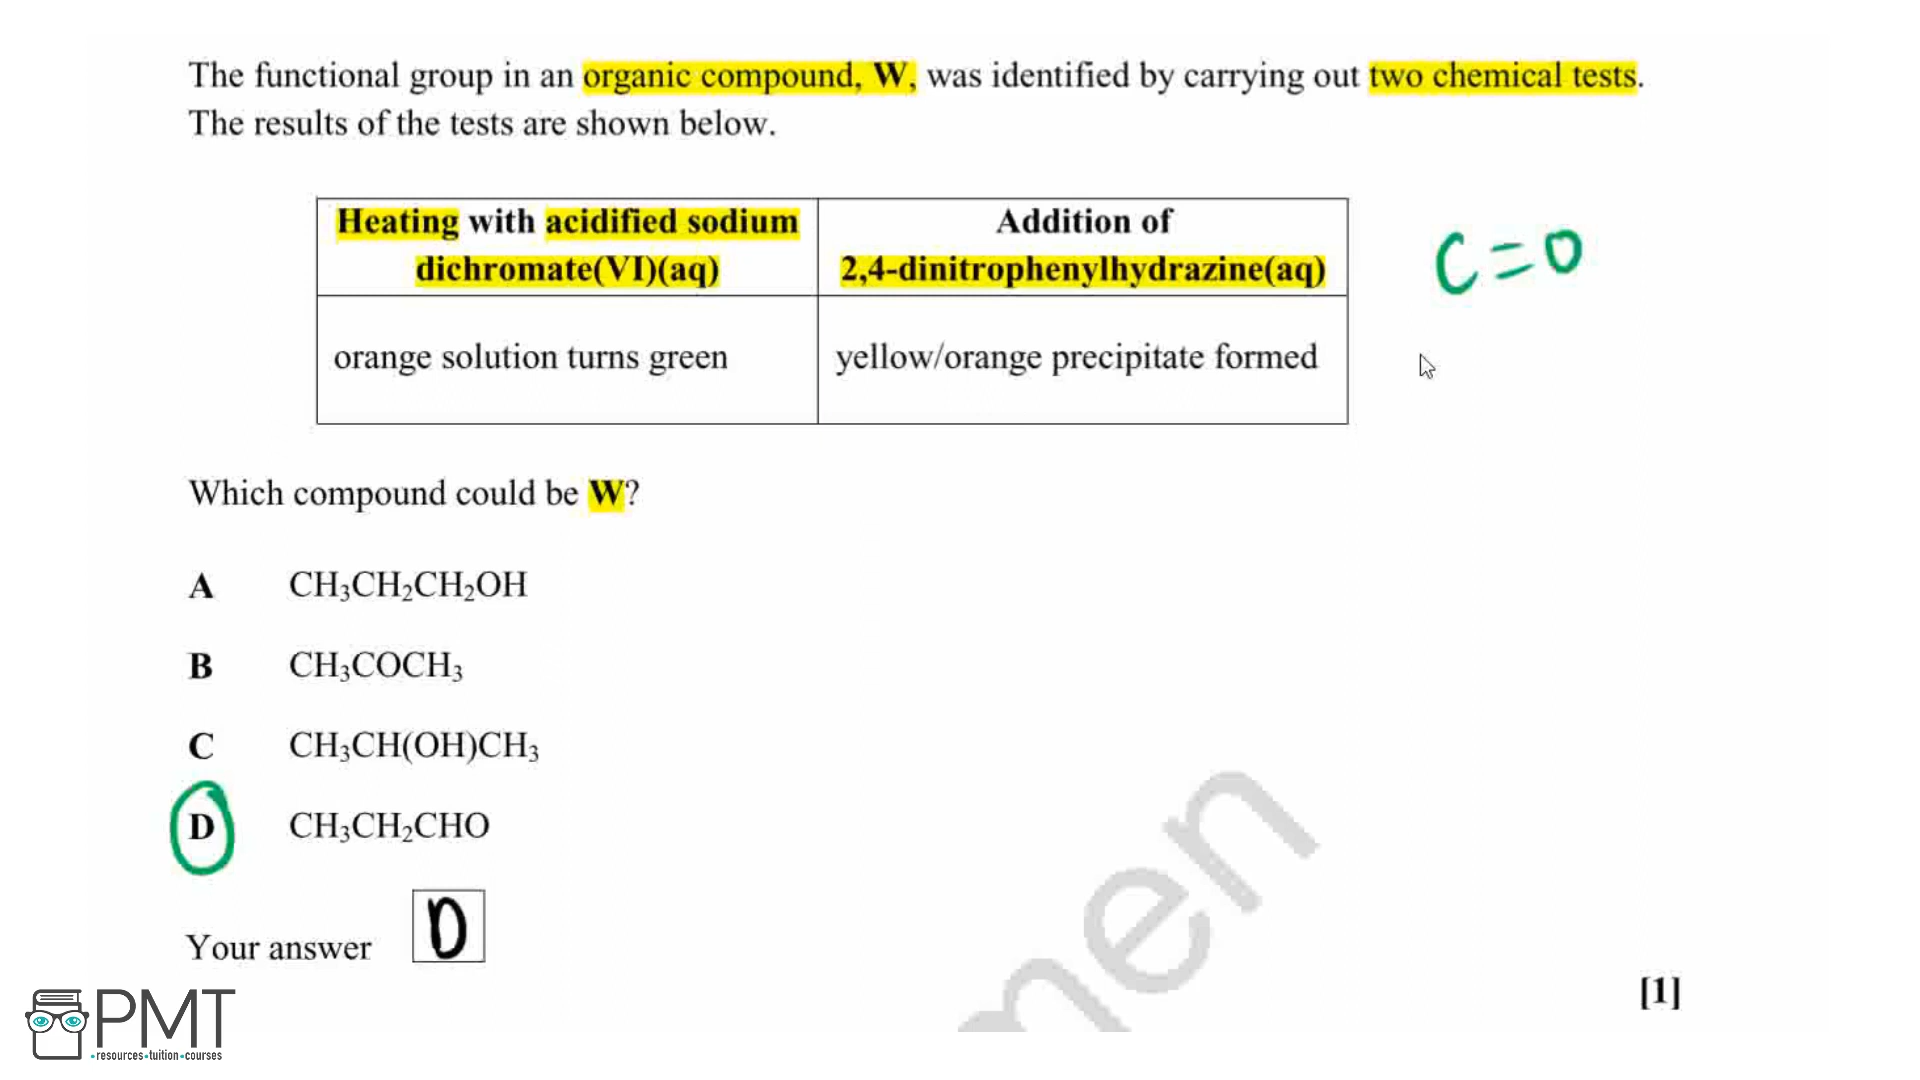 The functional group in an organic compound, W, was identified by carrying out two chemical tests.
The results of the tests are shown below.
Heating with acidified sodium dichromate(VI)(aq)
Addition of 2,4-dinitrophenylhydrazine(aq)
C=O
orange solution turns green
yellow/orange precipitate formed
Which compound could be W?
A CH₃CH₂CH₂OH
B CH₃COCH₃
C CH₃CH(OH)CH₃
D CH₃CH₂CHO
Your answer D
[1]
men
PMT
•resources•tuition•courses